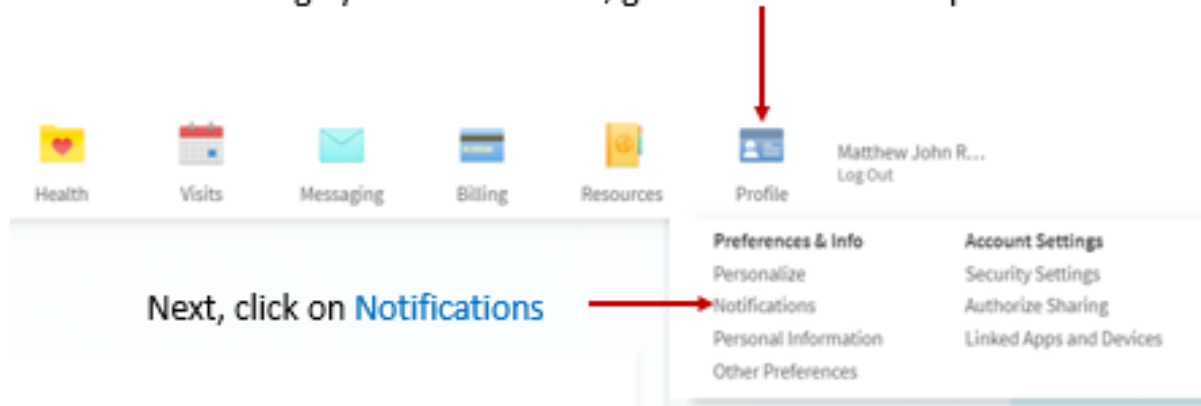 Health Visits Messaging Billing Resources Profile
Matthew John R...
Log Out
Preferences & Info Account Settings
Personalize Security Settings
Next, click on Notifications
Notifications Authorize Sharing
Personal Information Linked Apps and Devices
Other Preferences